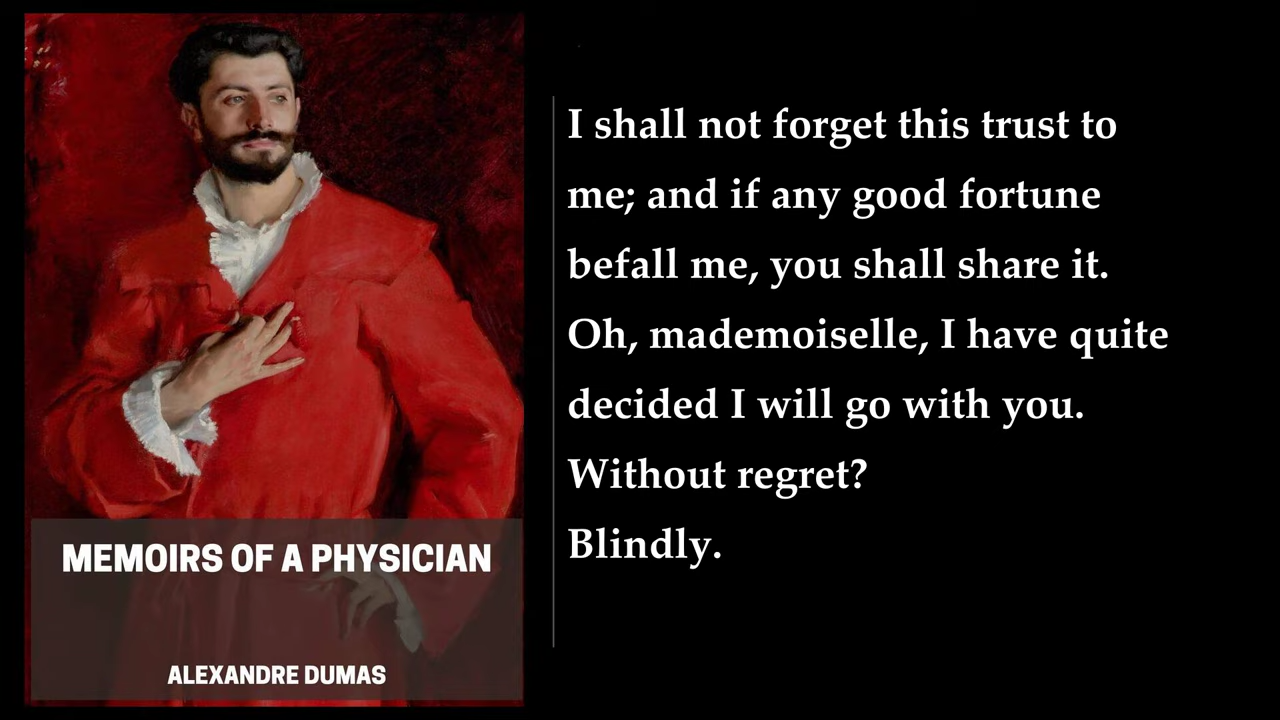 MEMOIRS OF A PHYSICIAN
ALEXANDRE DUMAS
I shall not forget this trust to
me; and if any good fortune
befall me, you shall share it.
Oh, mademoiselle, I have quite
decided I will go with you.
Without regret?
Blindly.